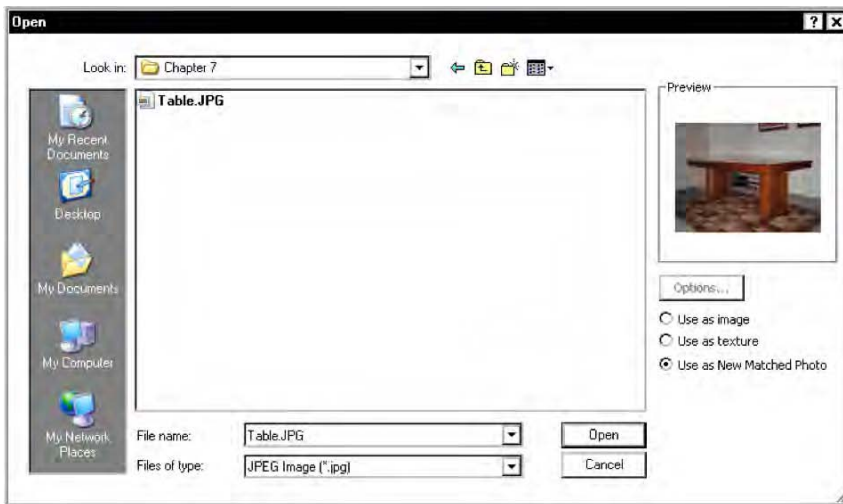 Open
Look in: Chapter 7
Table.JPG
My Recent
Documents
Desktop
My Documents
My Computer
My Network
Places
Preview
Options...
Use as image
Use as texture
Use as New Matched Photo
File name: Table.JPG
Open
Files of type: JPEG Image (*.jpg)
Cancel